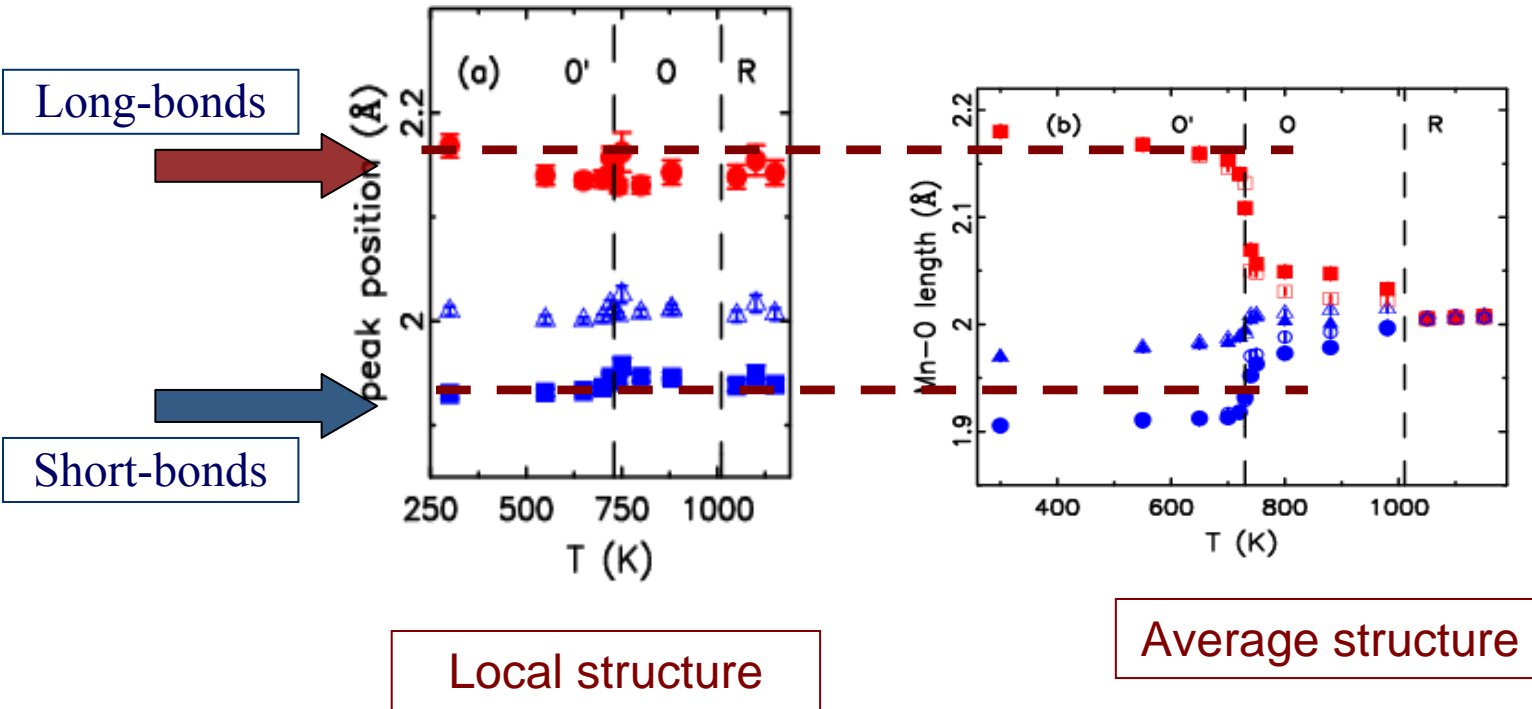 Long-bonds
Short-bonds
(a) O' O R
peak position (Å)
2.2
2
250 500 750 1000
T (K)
Local structure
(b) O' O R
Mn-O length (Å)
2.2
2.1
2
1.9
400 600 800 1000
T (K)
Average structure